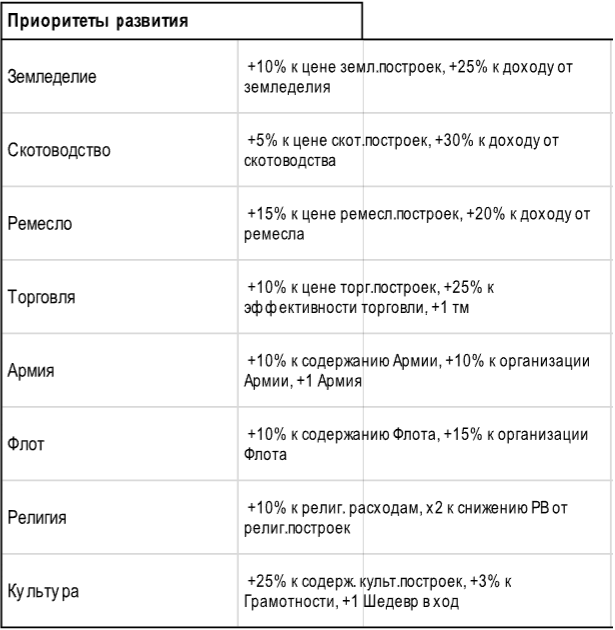 Приоритеты развития
Земледелие
+10% к цене земл.построек, +25% к доходу от
земледелия
Скотоводство
+5% к цене скот.построек, +30% к доходу от
скотоводства
Ремесло
+15% к цене ремесл.построек, +20% к доходу от
ремесла
Торговля
+10% к цене торг.построек, +25% к
эффективности торговли, +1 тм
Армия
+10% к содержанию Армии, +10% к организации
Армии, +1 Армия
Флот
+10% к содержанию Флота, +15% к организации
Флота
Религия
+10% к религ. расходам, х2 к снижению РВ от
религ.построек
Культура
+25% к содерж. культ.построек, +3% к
Грамотности, +1 Шедевр в ход